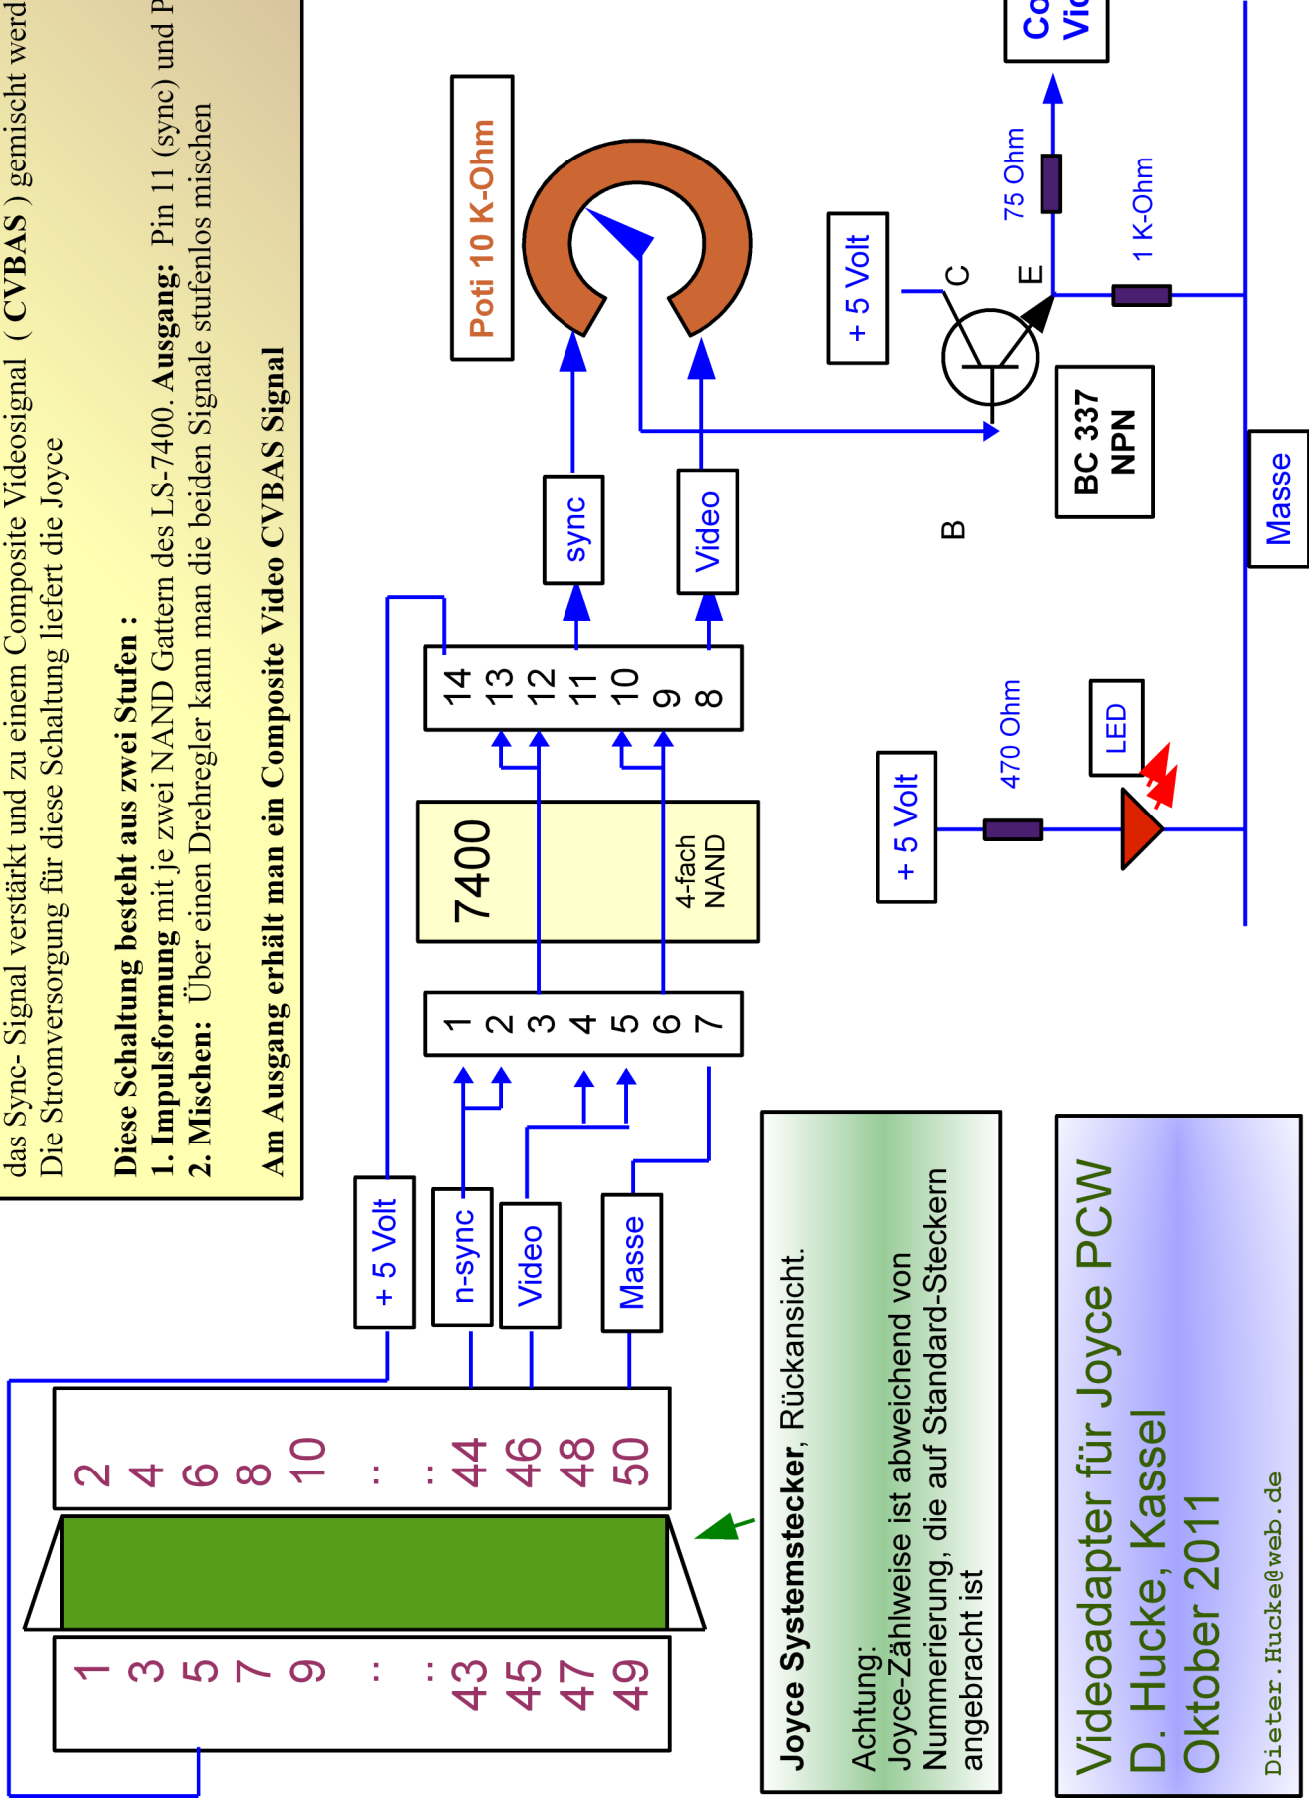 das Sync- Signal verstärkt und zu einem Composite Videosignal ( CVBAS ) gemischt werd
Die Stromversorgung für diese Schaltung liefert die Joyce
Diese Schaltung besteht aus zwei Stufen :
1. Impulsformung mit je zwei NAND Gattern des LS-7400. Ausgang: Pin 11 (sync) und P
2. Mischen: Über einen Drehregler kann man die beiden Signale stufenlos mischen
Am Ausgang erhält man ein Composite Video CVBAS Signal
1
3
5
7
9
..
..
43
45
47
49
2
4
6
8
10
..
..
44
46
48
50
+ 5 Volt
n-sync
Video
Masse
1
2
3
4
5
6
7
7400
4-fach
NAND
14
13
12
11
10
9
8
sync
Video
Poti 10 K-Ohm
Joyce Systemstecker, Rückansicht.
Achtung:
Joyce-Zählweise ist abweichend von
Nummerierung, die auf Standard-Steckern
angebracht ist
+ 5 Volt
470 Ohm
LED
+ 5 Volt
B
C
E
BC 337
NPN
75 Ohm
1 K-Ohm
Co
Vic
Masse
Videoadapter für Joyce PCW
D. Hucke, Kassel
Oktober 2011
Dieter.Hucke@web.de